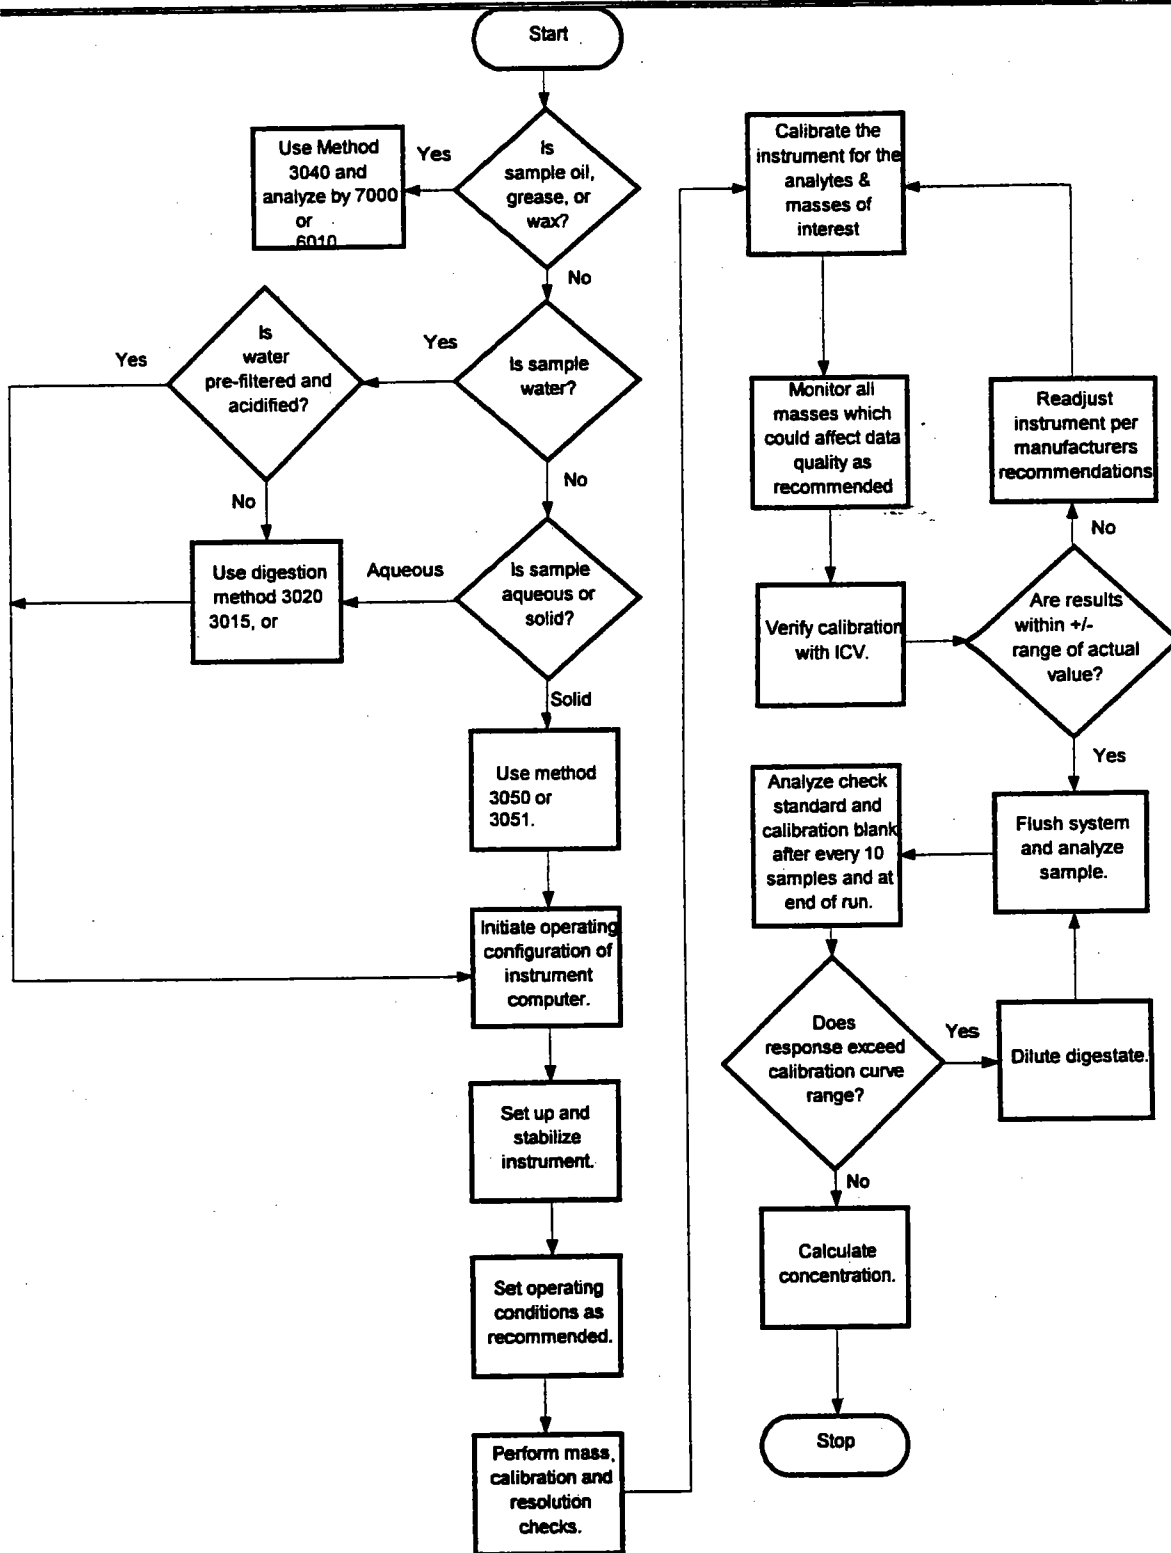 Start
Is
sample oil,
grease, or
wax?
Yes
Use Method
3040 and
analyze by 7000
or
6010
No
Is sample
water?
Yes
Is
water
pre-filtered and
acidified?
Yes
No
No
Is sample
aqueous or
solid?
Aqueous
Use digestion
method 3020
3015, or
Solid
Use method
3050 or
3051.
Initiate operating
configuration of
instrument
computer.
Set up and
stabilize
instrument.
Set operating
conditions as
recommended.
Perform mass,
calibration and
resolution
checks.
Calibrate the
instrument for the
analytes &
masses of
interest
Monitor all
masses which
could affect data
quality as
recommended
Verify calibration
with ICV.
Are results
within +/-
range of actual
value?
No
Readjust
instrument per
manufacturers
recommendations
Yes
Flush system
and analyze
sample.
Analyze check
standard and
calibration blank
after every 10
samples and at
end of run.
Does
response exceed
calibration curve
range?
Yes
Dilute digestate.
No
Calculate
concentration.
Stop